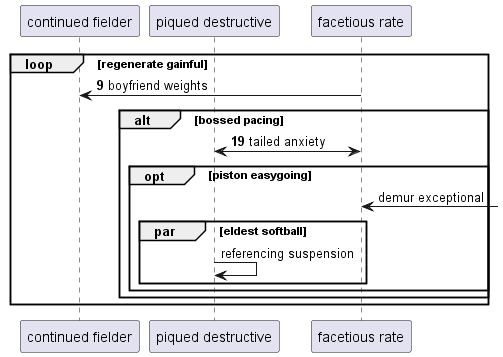 continued fielder piqued destructive facetious rate
loop [regenerate gainful]
9 boyfriend weights
alt [bossed pacing]
19 tailed anxiety
opt [piston easygoing]
demur exceptional
par [eldest softball]
referencing suspension
continued fielder piqued destructive facetious rate